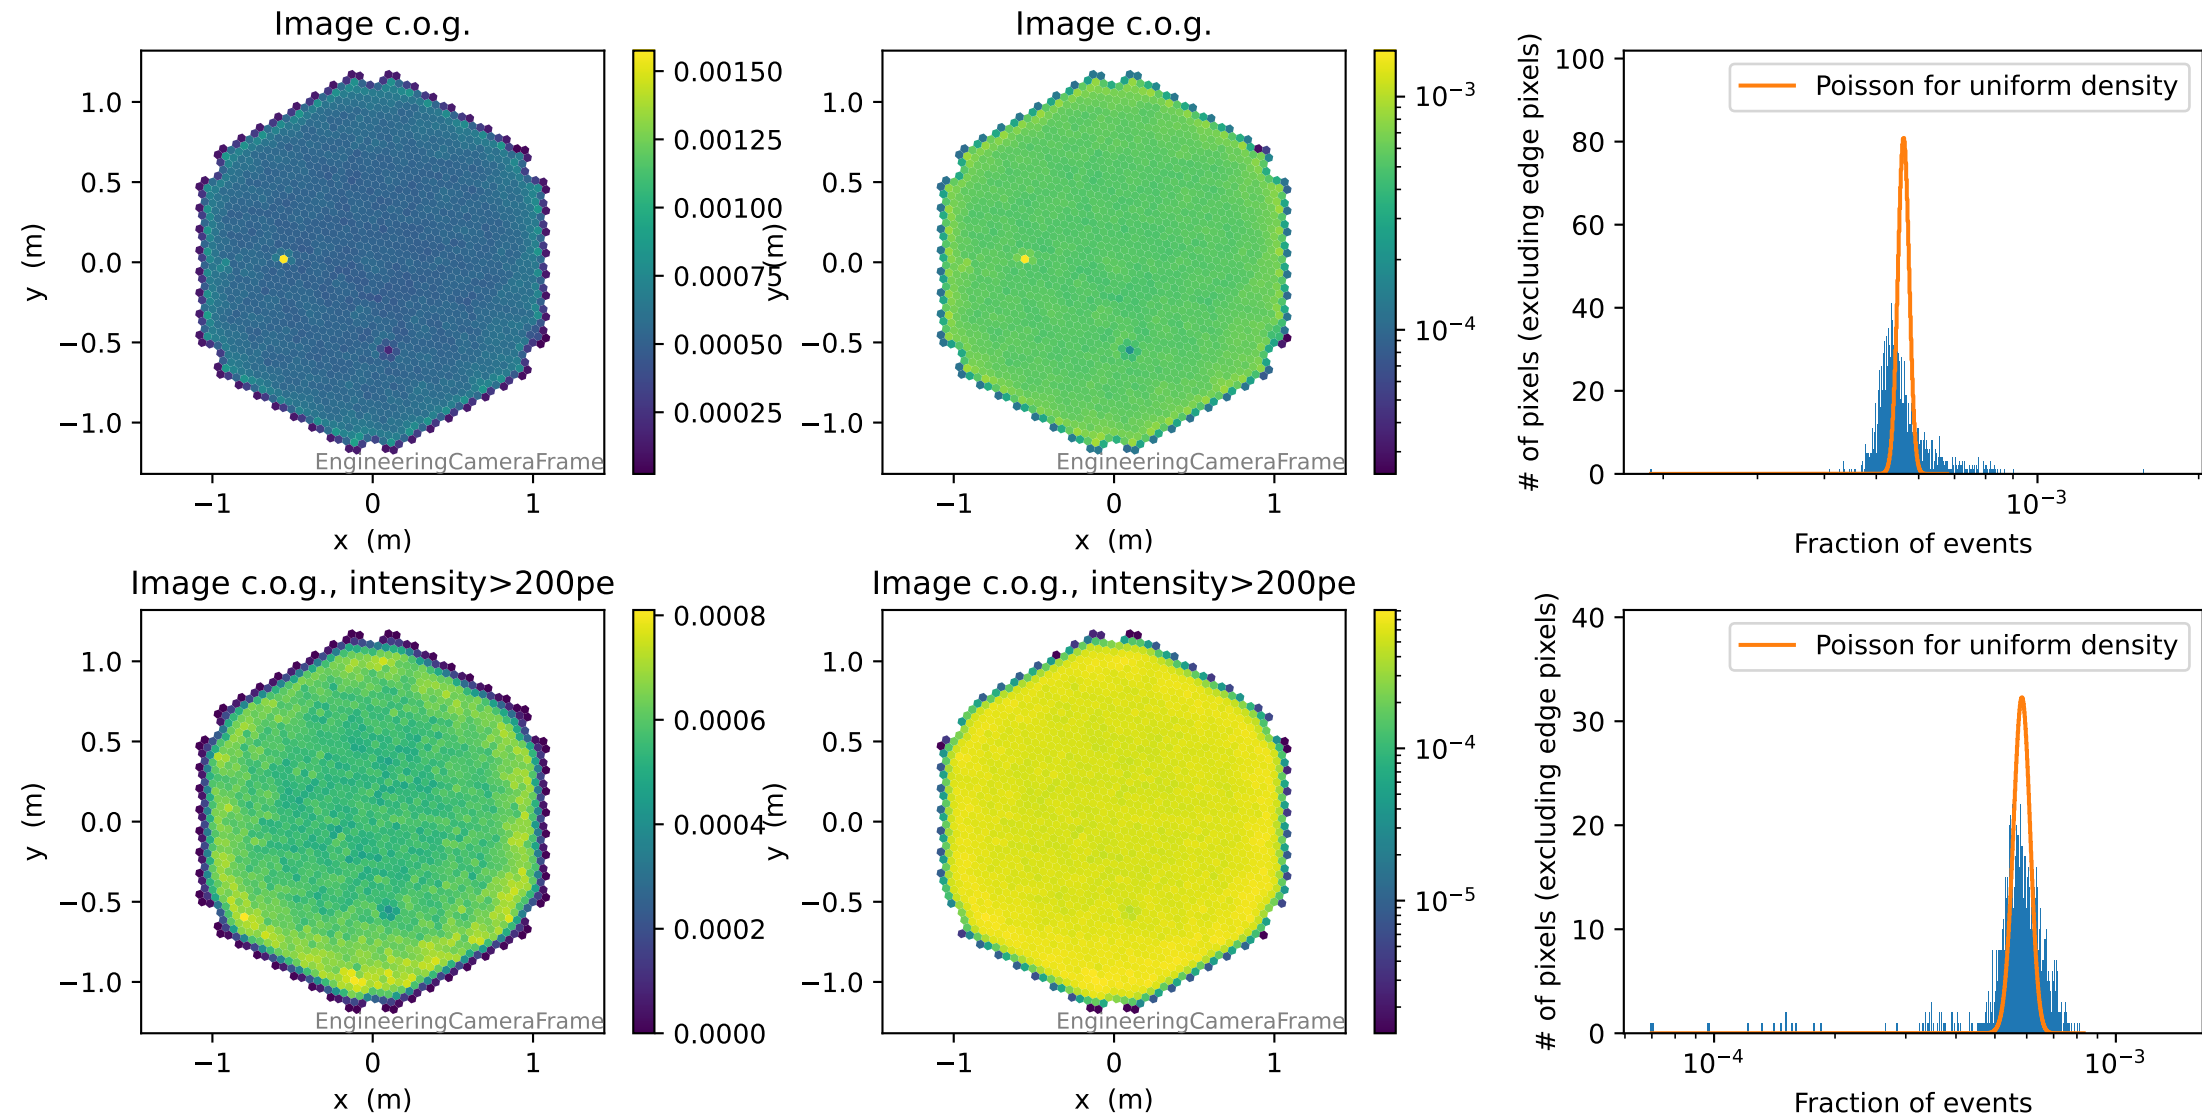 Image c.o.g.
1.0
0.5
0.0
−0.5
−1.0
y (m)
−1 0 1
x (m)
EngineeringCameraFrame
0.00150
0.00125
0.00100
0.00075
0.00050
0.00025
Image c.o.g.
1.0
0.5
0.0
−0.5
−1.0
y (m)
−1 0 1
x (m)
EngineeringCameraFrame
10⁻³
10⁻⁴
Poisson for uniform density
100
80
60
40
20
0
# of pixels (excluding edge pixels)
10⁻³
Fraction of events
Image c.o.g., intensity>200pe
1.0
0.5
0.0
−0.5
−1.0
y (m)
−1 0 1
x (m)
EngineeringCameraFrame
0.0008
0.0006
0.0004
0.0002
0.0000
Image c.o.g., intensity>200pe
1.0
0.5
0.0
−0.5
−1.0
y (m)
−1 0 1
x (m)
EngineeringCameraFrame
10⁻⁴
10⁻⁵
Poisson for uniform density
40
30
20
10
0
# of pixels (excluding edge pixels)
10⁻⁴ 10⁻³
Fraction of events